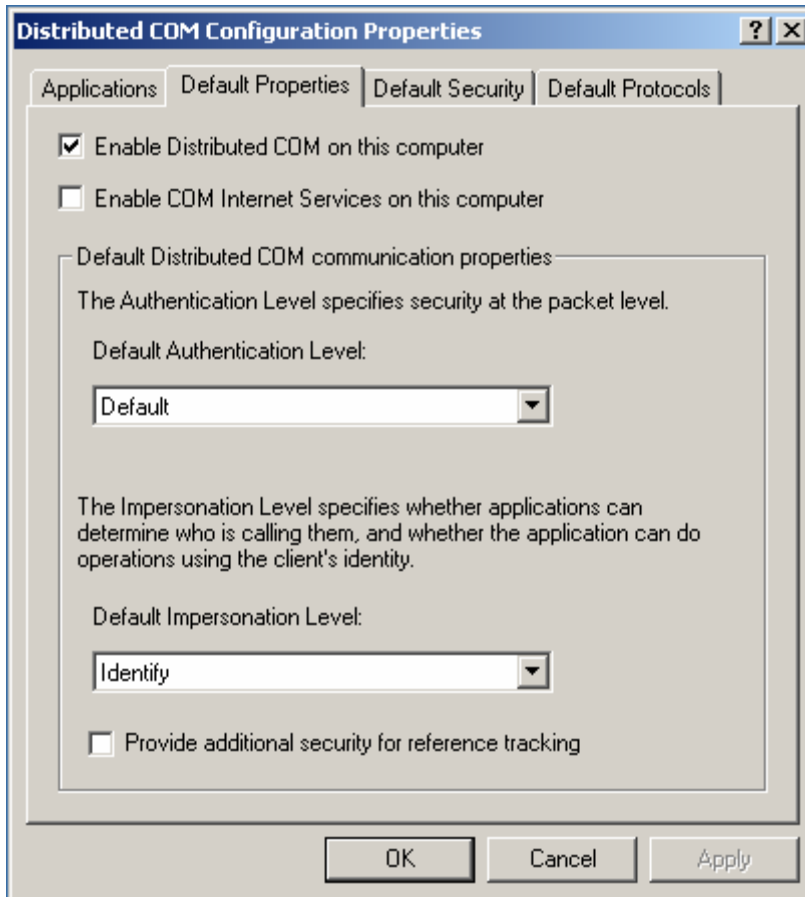 Distributed COM Configuration Properties
Applications
Default Properties
Default Security
Default Protocols
Enable Distributed COM on this computer
Enable COM Internet Services on this computer
Default Distributed COM communication properties
The Authentication Level specifies security at the packet level.
Default Authentication Level:
Default
The Impersonation Level specifies whether applications can
determine who is calling them, and whether the application can do
operations using the client's identity.
Default Impersonation Level:
Identify
Provide additional security for reference tracking
OK
Cancel
Apply